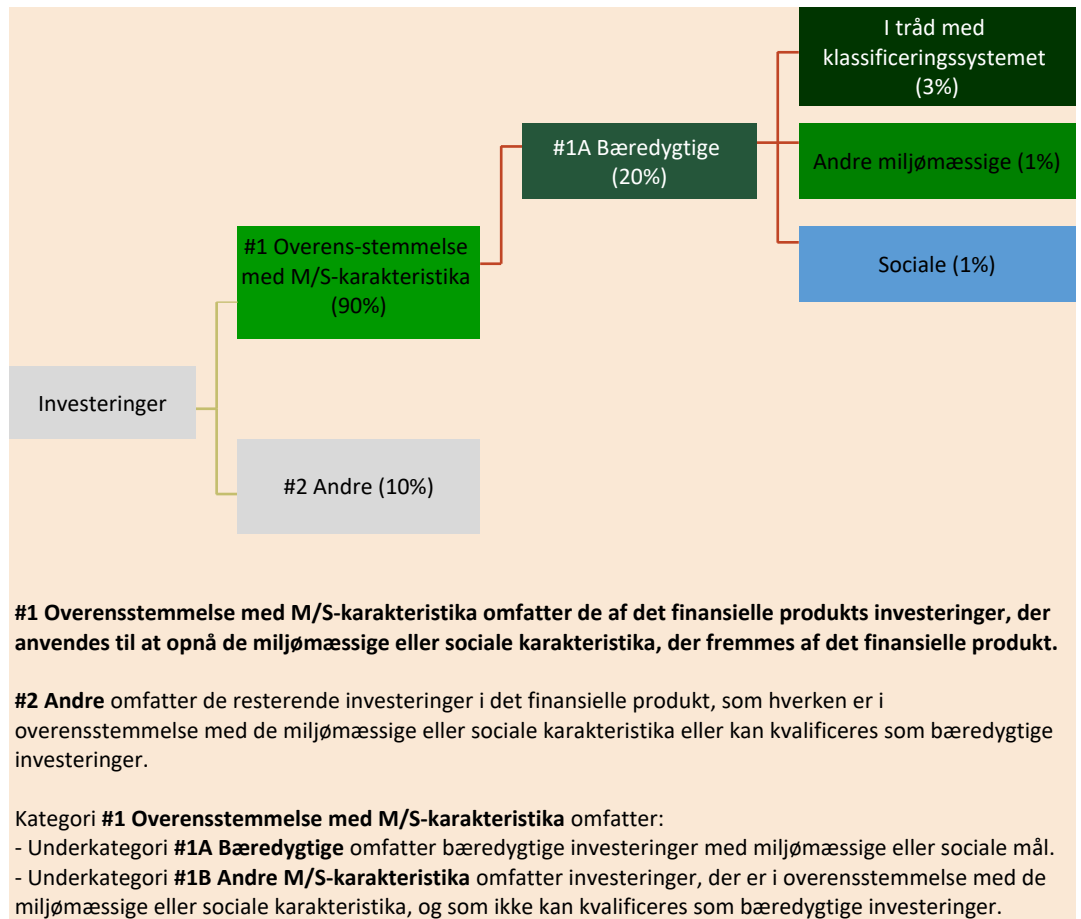 I tråd med
klassificeringssystemet
(3%)
#1A Bæredygtige
(20%)
Andre miljømæssige (1%)
#1 Overens-stemmelse
med M/S-karakteristika
(90%)
Sociale (1%)
Investeringer
#2 Andre (10%)
#1 Overensstemmelse med M/S-karakteristika omfatter de af det finansielle produkts investeringer, der
anvendes til at opnå de miljømæssige eller sociale karakteristika, der fremmes af det finansielle produkt.
#2 Andre omfatter de resterende investeringer i det finansielle produkt, som hverken er i
overensstemmelse med de miljømæssige eller sociale karakteristika eller kan kvalificeres som bæredygtige
investeringer.
Kategori #1 Overensstemmelse med M/S-karakteristika omfatter:
- Underkategori #1A Bæredygtige omfatter bæredygtige investeringer med miljømæssige eller sociale mål.
- Underkategori #1B Andre M/S-karakteristika omfatter investeringer, der er i overensstemmelse med de
miljømæssige eller sociale karakteristika, og som ikke kan kvalificeres som bæredygtige investeringer.